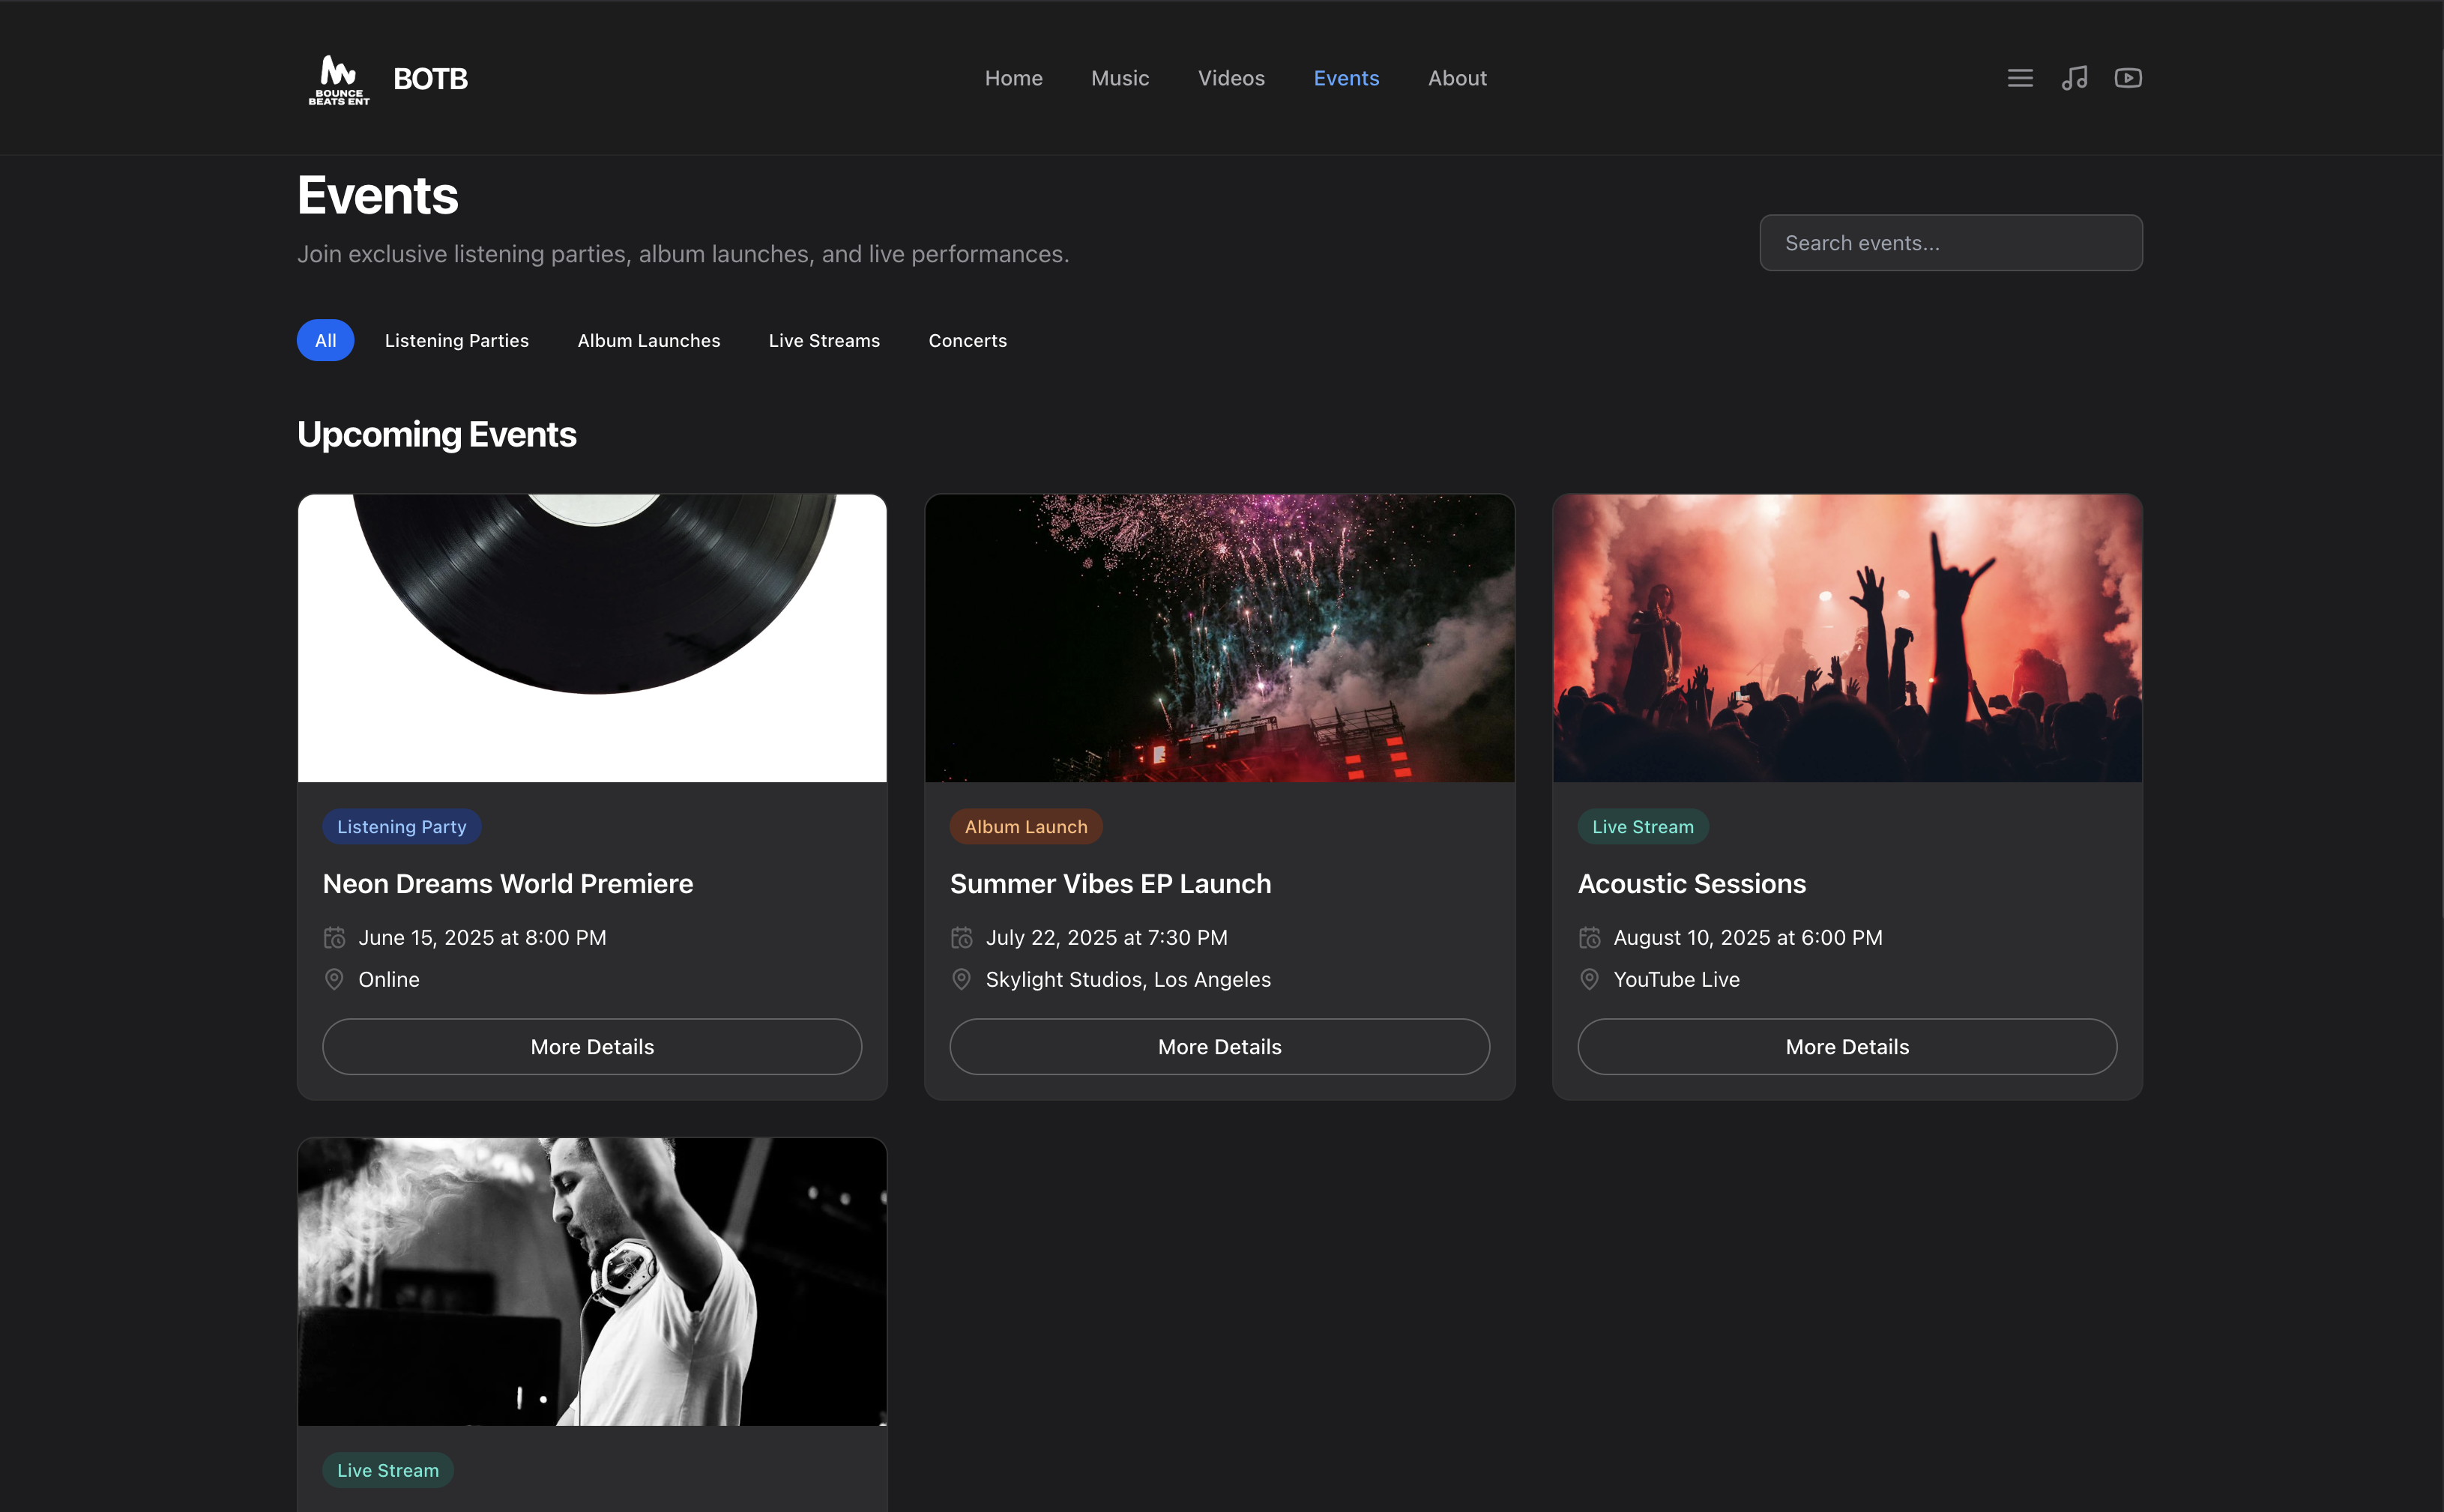 BOUNCE
BEATS ENT
BOTB
Home
Music
Videos
Events
About
Events
Join exclusive listening parties, album launches, and live performances.
Search events...
All
Listening Parties
Album Launches
Live Streams
Concerts
Upcoming Events
Listening Party
Neon Dreams World Premiere
June 15, 2025 at 8:00 PM
Online
More Details
Album Launch
Summer Vibes EP Launch
July 22, 2025 at 7:30 PM
Skylight Studios, Los Angeles
More Details
Live Stream
Acoustic Sessions
August 10, 2025 at 6:00 PM
YouTube Live
More Details
Live Stream